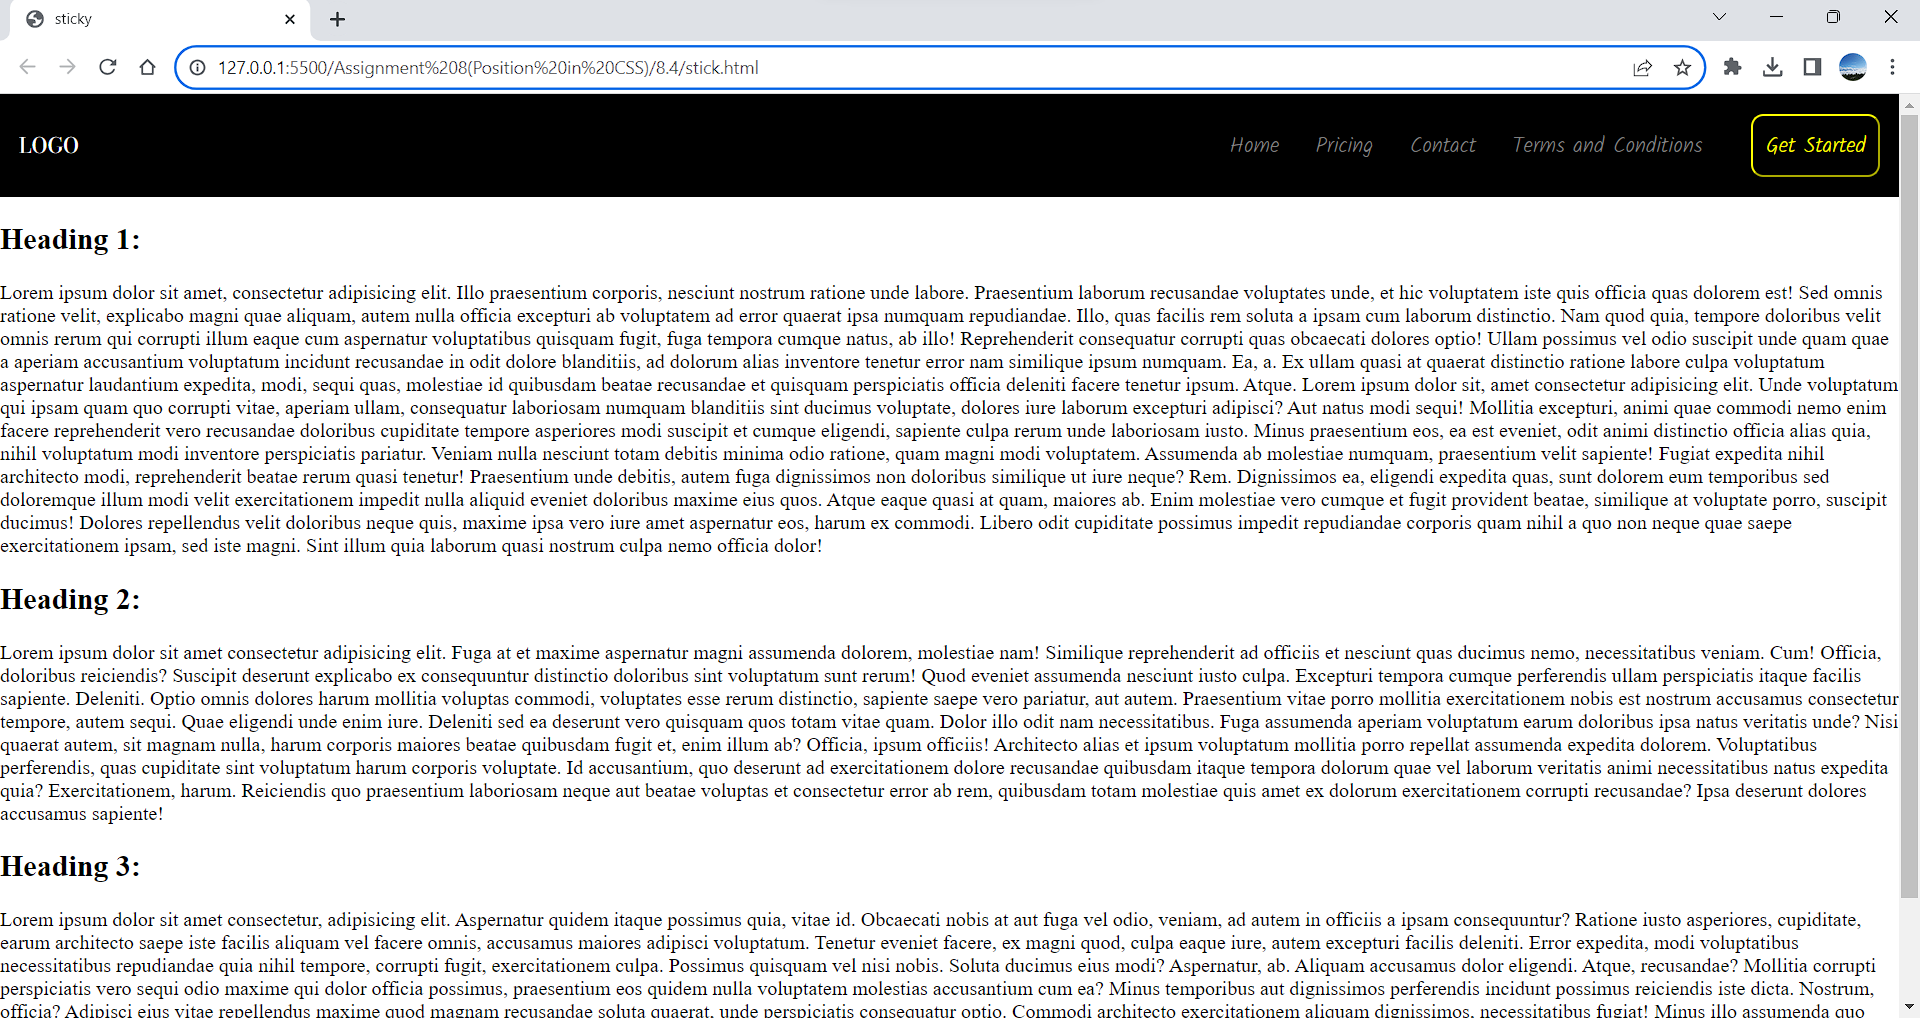 sticky
127.0.0.1:5500/Assignment%208(Position%20in%20CSS)/8.4/stick.html
LOGO Home Pricing Contact Terms and Conditions Get Started
Heading 1:
Lorem ipsum dolor sit amet, consectetur adipisicing elit. Illo praesentium corporis, nesciunt nostrum ratione unde labore. Praesentium laborum recusandae voluptates unde, et hic voluptatem iste quis officia quas dolorem est! Sed omnis
ratione velit, explicabo magni quae aliquam, autem nulla officia excepturi ab voluptatem ad error quaerat ipsa numquam repudiandae. Illo, quas facilis rem soluta a ipsam cum laborum distinctio. Nam quod quia, tempore doloribus velit
omnis rerum qui corrupti illum eaque cum aspernatur voluptatibus quisquam fugit, fuga tempora cumque natus, ab illo! Reprehenderit consequatur corrupti quas obcaecati dolores optio! Ullam possimus vel odio suscipit unde quam quae
a aperiam accusantium voluptatum incidunt recusandae in odit dolore blanditiis, ad dolorum alias inventore tenetur error nam similique ipsum numquam. Ea, a. Ex ullam quasi at quaerat distinctio ratione labore culpa voluptatum
aspernatur laudantium expedita, modi, sequi quas, molestiae id quibusdam beatae recusandae et quisquam perspiciatis officia deleniti facere tenetur ipsum. Atque. Lorem ipsum dolor sit, amet consectetur adipisicing elit. Unde voluptatum
qui ipsam quam quo corrupti vitae, aperiam ullam, consequatur laboriosam numquam blanditiis sint ducimus voluptate, dolores iure laborum excepturi adipisci? Aut natus modi sequi! Mollitia excepturi, animi quae commodi nemo enim
facere reprehenderit vero recusandae doloribus cupiditate tempore asperiores modi suscipit et cumque eligendi, sapiente culpa rerum unde laboriosam iusto. Minus praesentium eos, ea est eveniet, odit animi distinctio officia alias quia,
nihil voluptatum modi inventore perspiciatis pariatur. Veniam nulla nesciunt totam debitis minima odio ratione, quam magni modi voluptatem. Assumenda ab molestiae numquam, praesentium velit sapiente! Fugiat expedita nihil
architecto modi, reprehenderit beatae rerum quasi tenetur! Praesentium unde debitis, autem fuga dignissimos non doloribus similique ut iure neque? Rem. Dignissimos ea, eligendi expedita quas, sunt dolorem eum temporibus sed
doloremque illum modi velit exercitationem impedit nulla aliquid eveniet doloribus maxime eius quos. Atque eaque quasi at quam, maiores ab. Enim molestiae vero cumque et fugit provident beatae, similique at voluptate porro, suscipit
ducimus! Dolores repellendus velit doloribus neque quis, maxime ipsa vero iure amet aspernatur eos, harum ex commodi. Libero odit cupiditate possimus impedit repudiandae corporis quam nihil a quo non neque quae saepe
exercitationem ipsam, sed iste magni. Sint illum quia laborum quasi nostrum culpa nemo officia dolor!
Heading 2:
Lorem ipsum dolor sit amet consectetur adipisicing elit. Fuga at et maxime aspernatur magni assumenda dolorem, molestiae nam! Similique reprehenderit ad officiis et nesciunt quas ducimus nemo, necessitatibus veniam. Cum! Officia,
doloribus reiciendis? Suscipit deserunt explicabo ex consequuntur distinctio doloribus sint voluptatum sunt rerum! Quod eveniet assumenda nesciunt iusto culpa. Excepturi tempora cumque perferendis ullam perspiciatis itaque facilis
sapiente. Deleniti. Optio omnis dolores harum mollitia voluptas commodi, voluptates esse rerum distinctio, sapiente saepe vero pariatur, aut autem. Praesentium vitae porro mollitia exercitationem nobis est nostrum accusamus consectetur
tempore, autem sequi. Quae eligendi unde enim iure. Deleniti sed ea deserunt vero quisquam quos totam vitae quam. Dolor illo odit nam necessitatibus. Fuga assumenda aperiam voluptatum earum doloribus ipsa natus veritatis unde? Nisi
quaerat autem, sit magnam nulla, harum corporis maiores beatae quibusdam fugit et, enim illum ab? Officia, ipsum officiis! Architecto alias et ipsum voluptatum mollitia porro repellat assumenda expedita dolorem. Voluptatibus
perferendis, quas cupiditate sint voluptatum harum corporis voluptate. Id accusantium, quo deserunt ad exercitationem dolore recusandae quibusdam itaque tempora dolorum quae vel laborum veritatis animi necessitatibus natus expedita
quia? Exercitationem, harum. Reiciendis quo praesentium laboriosam neque aut beatae voluptas et consectetur error ab rem, quibusdam totam molestiae quis amet ex dolorum exercitationem corrupti recusandae? Ipsa deserunt dolores
accusamus sapiente!
Heading 3:
Lorem ipsum dolor sit amet consectetur, adipisicing elit. Aspernatur quidem itaque possimus quia, vitae id. Obcaecati nobis at aut fuga vel odio, veniam, ad autem in officiis a ipsam consequuntur? Ratione iusto asperiores, cupiditate,
earum architecto saepe iste facilis aliquam vel facere omnis, accusamus maiores adipisci voluptatum. Tenetur eveniet facere, ex magni quod, culpa eaque iure, autem excepturi facilis deleniti. Error expedita, modi voluptatibus
necessitatibus repudiandae quia nihil tempore, corrupti fugit, exercitationem culpa. Possimus quisquam vel nisi nobis. Soluta ducimus eius modi? Aspernatur, ab. Aliquam accusamus dolor eligendi. Atque, recusandae? Mollitia corrupti
perspiciatis vero sequi odio maxime qui dolor officia possimus, praesentium eos quidem nulla voluptatem molestias accusantium cum ea? Minus temporibus aut dignissimos perferendis incidunt possimus reiciendis iste dicta. Nostrum,
officia? Adipisci eius vitae repellendus maxime quod magnam recusandae soluta quaerat, unde perspiciatis consequatur optio. Commodi architecto exercitationem aliquam dignissimos, necessitatibus fugiat! Minus illo assumenda quo